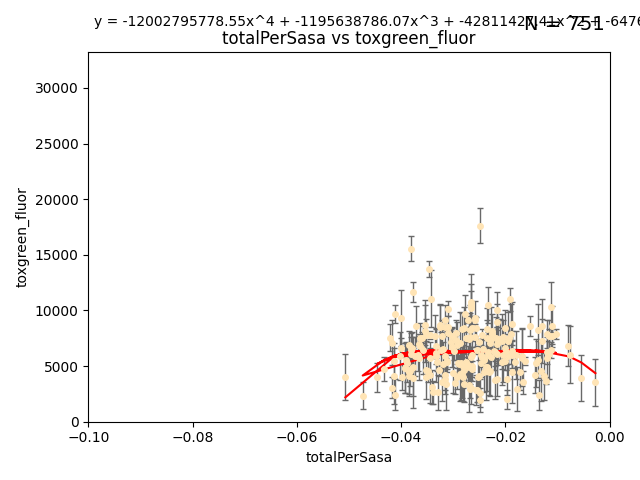 y = -12002795778.55x^4 + -1195638786.07x^3 + -42811427.41x^2 + -6476
N = 751
totalPerSasa vs toxgreen_fluor
30000
25000
20000
15000
10000
5000
0
toxgreen_fluor
−0.10 −0.08 −0.06 −0.04 −0.02 0.00
totalPerSasa